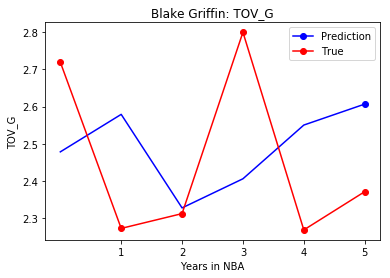 Blake Griffin: TOV_G
Prediction
True
2.8
2.7
2.6
2.5
2.4
2.3
TOV_G
1 2 3 4 5
Years in NBA